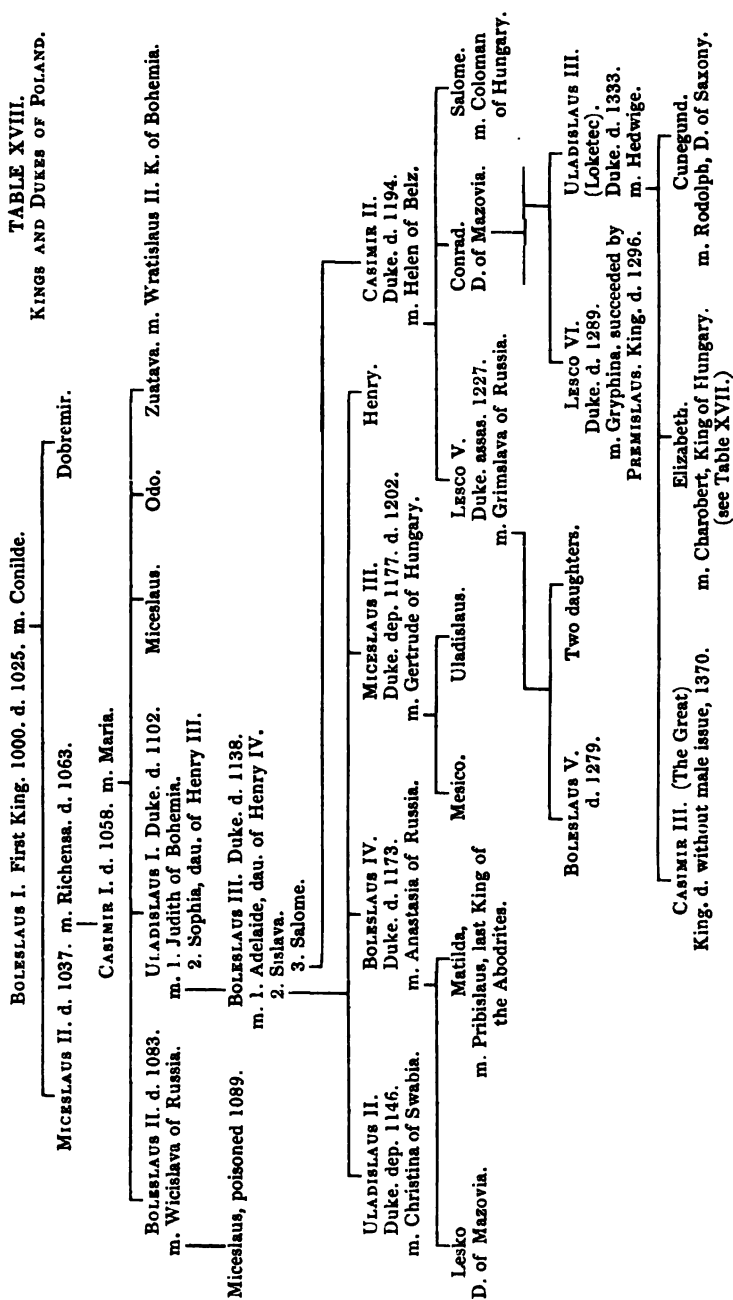 TABLE XVIII.
KINGS AND DUKES OF POLAND.
BOLESLAUS I. First King. 1000. d. 1025. m. Conilde.
MICESLAUS II. d. 1037. m. Richensa. d. 1063.
Dobremir.
CASIMIR I. d. 1058. m. Maria.
BOLESLAUS II. d. 1083.
m. Wicislava of Russia.
ULADISLAUS I. Duke. d. 1102.
m. 1. Judith of Bohemia.
2. Sophia, dau. of Henry III.
Miceslaus.
Odo.
Zuatava. m. Wratislaus II. K. of Bohemia.
Miceslaus, poisoned 1089.
BOLESLAUS III. Duke. d. 1138.
m. 1. Adelaide, dau. of Henry IV.
2. Sislava.
3. Salome.
ULADISLAUS II.
Duke. dep. 1146.
m. Christina of Swabia.
BOLESLAUS IV.
Duke. d. 1173.
m. Anastasia of Russia.
MICESLAUS III.
Duke. dep. 1177. d. 1202.
m. Gertrude of Hungary.
Henry.
CASIMIR II.
Duke. d. 1194.
m. Helen of Belz.
Lesko
D. of Mazovia.
Matilda,
m. Pribislaus, last King of
the Abodrites.
Mesico.
Uladislaus.
LESCO V.
Duke. assas. 1227.
m. Grimslava of Russia.
Conrad.
D. of Mazovia.
Salome.
m. Coloman
of Hungary.
BOLESLAUS V.
d. 1279.
Two daughters.
LESCO VI.
Duke. d. 1289.
m. Gryphina. succeeded by
PREMISLAUS. King. d. 1296.
ULADISLAUS III.
(Loketec).
Duke. d. 1333.
m. Hedwige.
CASIMIR III. (The Great)
King. d. without male issue, 1370.
Elizabeth.
m. Charobert, King of Hungary.
(see Table XVII.)
Cunegund.
m. Rodolph, D. of Saxony.